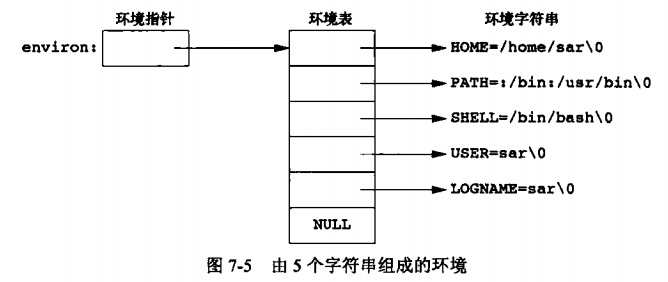 环境指针 环境表 环境字符串
environ: HOME=/home/sar\0
PATH=:/bin:/usr/bin\0
SHELL=/bin/bash\0
USER=sar\0
LOGNAME=sar\0
NULL
图 7-5 由 5 个字符串组成的环境